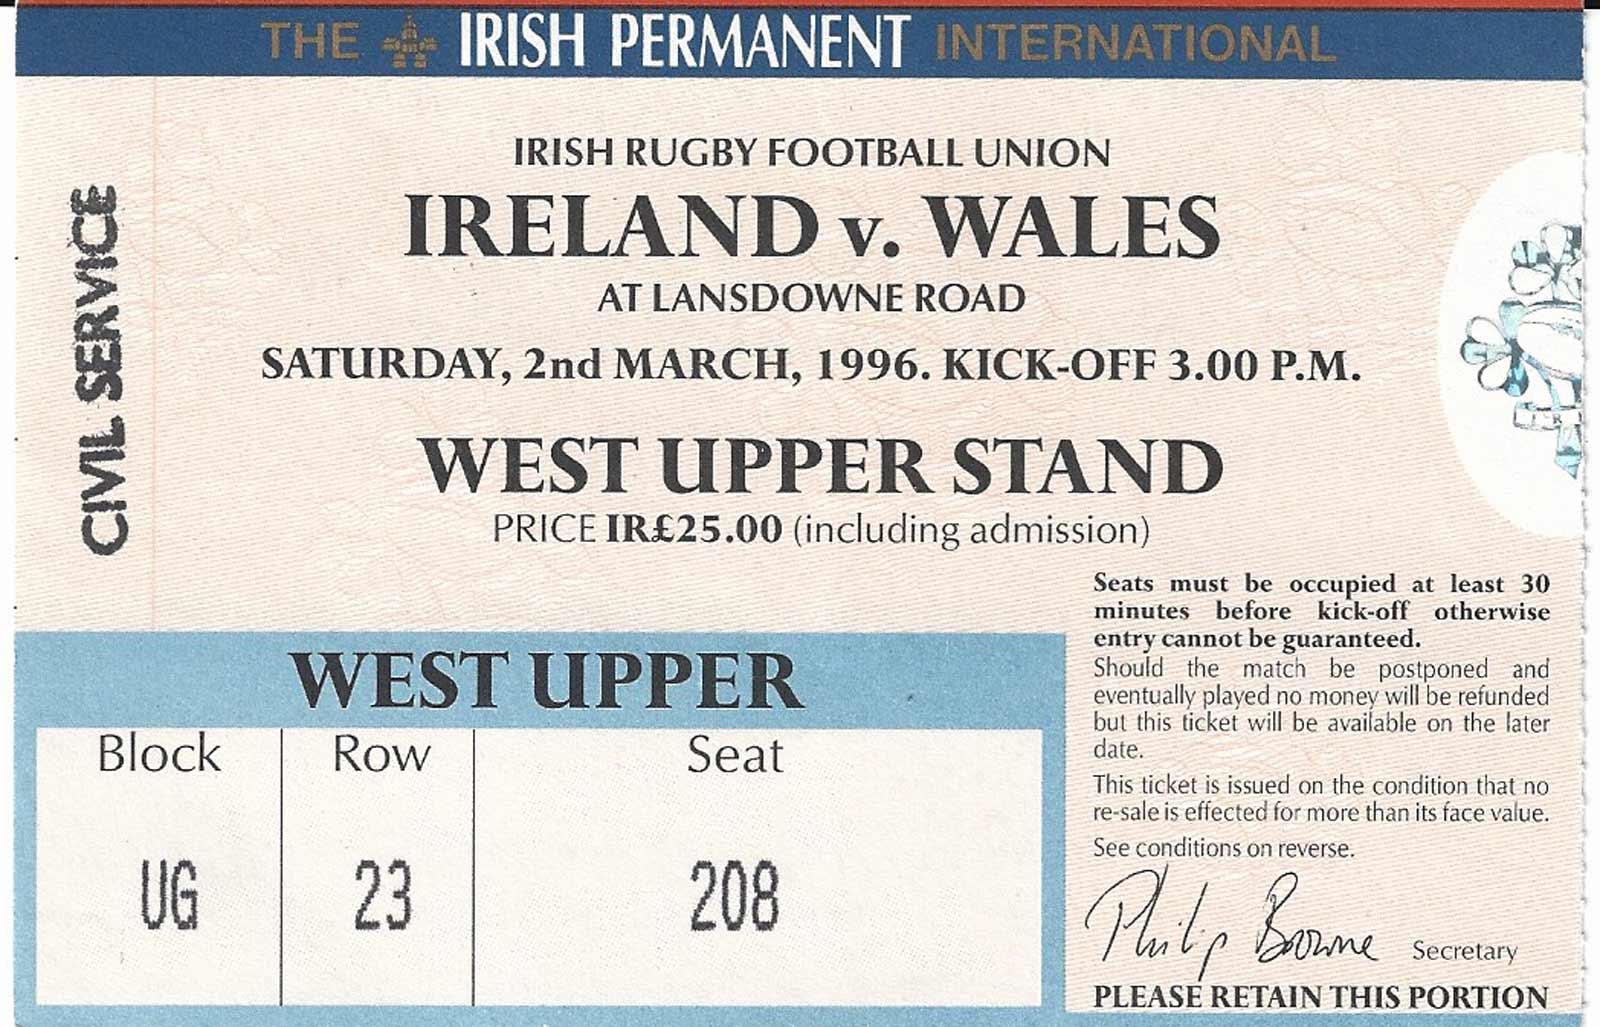 THE IRISH PERMANENT INTERNATIONAL
CIVIL SERVICE
IRISH RUGBY FOOTBALL UNION
IRELAND v. WALES
AT LANSDOWNE ROAD
SATURDAY, 2nd MARCH, 1996. KICK-OFF 3.00 P.M.
WEST UPPER STAND
PRICE IR£25.00 (including admission)
WEST UPPER
Block Row Seat
UG 23 208
Seats must be occupied at least 30
minutes before kick-off otherwise
entry cannot be guaranteed.
Should the match be postponed and
eventually played no money will be refunded
but this ticket will be available on the later
date.
This ticket is issued on the condition that no
re-sale is effected for more than its face value.
See conditions on reverse.
Philip Browne Secretary
PLEASE RETAIN THIS PORTION